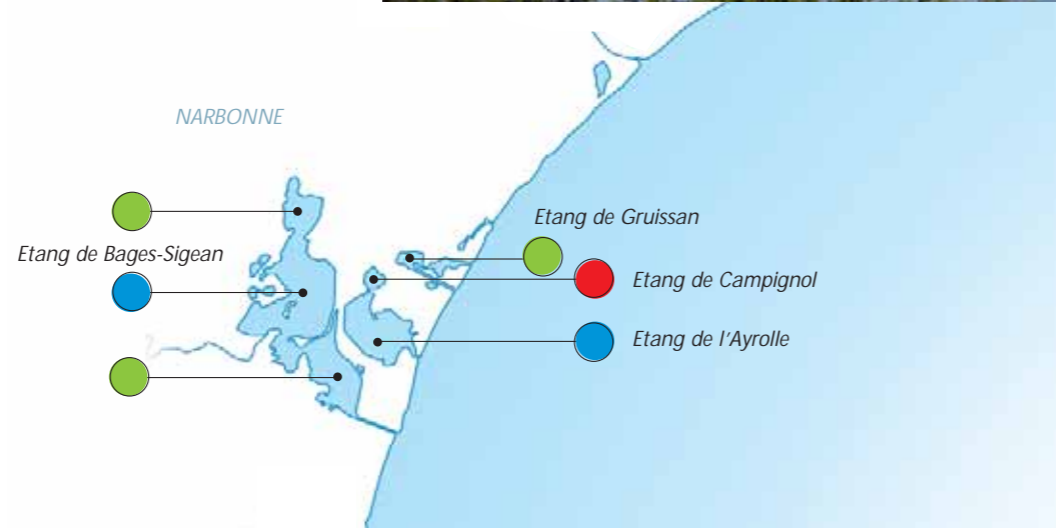 NARBONNE
Etang de Gruissan
Etang de Bages-Sigean
Etang de Campignol
Etang de l'Ayrolle